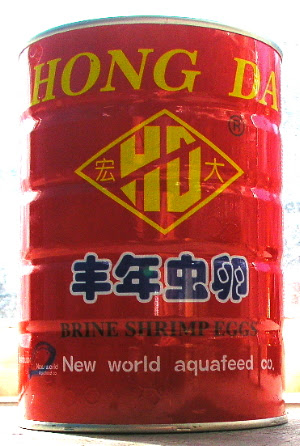 HONG DA
®
宏 HD 大
丰年虫卵
BRINE SHRIMP EGGS
New world aquafeed co.